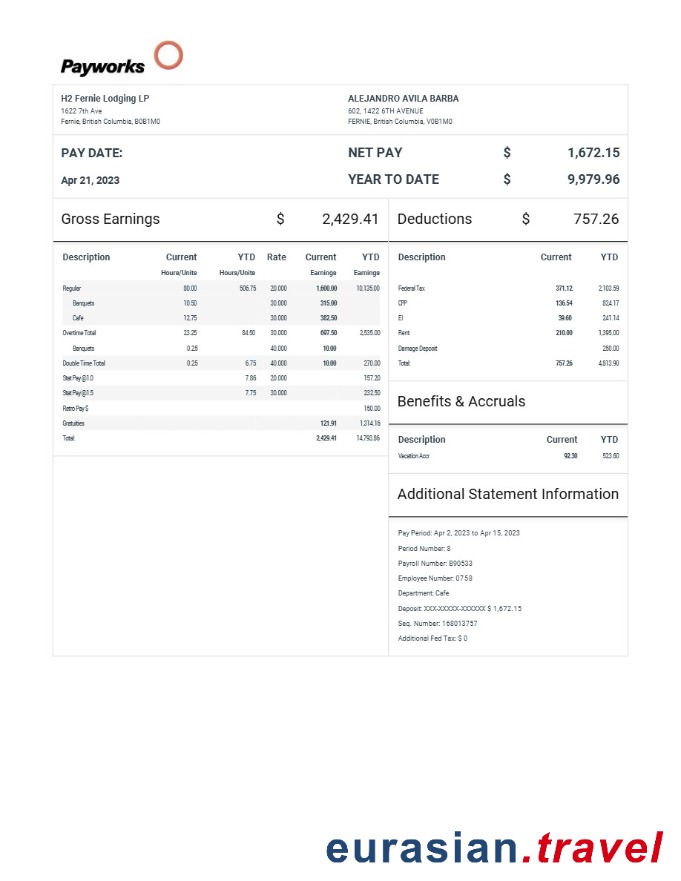 Payworks
H2 Fernie Lodging LP
1622 7th Ave
Fernie, British Columbia, B0B1M0
ALEJANDRO AVILA BARBA
602, 1422 6TH AVENUE
FERNIE, British Columbia, V0B1M0
PAY DATE:
Apr 21, 2023
NET PAY $ 1,672.15
YEAR TO DATE $ 9,979.96
Gross Earnings $ 2,429.41
Description Current YTD Rate Current YTD
Hours/Units Hours/Units Earnings Earnings
Regular 80.00 506.75 20.000 1,600.00 10,135.00
Banquets 10.50 30.000 315.00
Cafe 12.75 30.000 382.50
Overtime Total 23.25 84.50 30.000 697.50 2,535.00
Banquets 0.25 40.000 10.00
Double Time Total 0.25 6.75 40.000 10.00 270.00
Stat Pay @1.0 7.86 20.000 157.20
Stat Pay @1.5 7.75 30.000 232.50
Retro Pay $ 150.00
Gratuities 121.91 1,314.16
Total: 2,429.41 14,793.86
Deductions $ 757.26
Description Current YTD
Federal Tax 371.12 2,103.59
CPP 136.54 824.17
EI 39.60 241.14
Rent 210.00 1,395.00
Damage Deposit 250.00
Total: 757.26 4,813.90
Benefits & Accruals
Description Current YTD
Vacation Accr 92.30 523.60
Additional Statement Information
Pay Period: Apr 2, 2023 to Apr 15, 2023
Period Number: 8
Payroll Number: B90533
Employee Number: 0758
Department: Cafe
Deposit: XXX-XXXXX-XXXXXX $ 1,672.15
Seq. Number: 168013757
Additional Fed Tax: $ 0
eurasian.travel